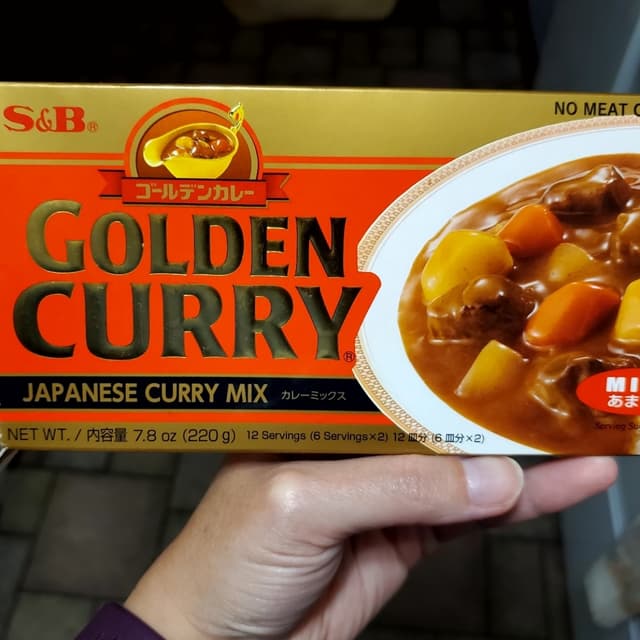 S&B®
NO MEAT
ゴールデンカレー
GOLDEN
CURRY®
JAPANESE CURRY MIX カレーミックス
NET WT. / 内容量 7.8 oz (220 g) 12 Servings (6 Servings×2) 12 皿分 (6 皿分×2)